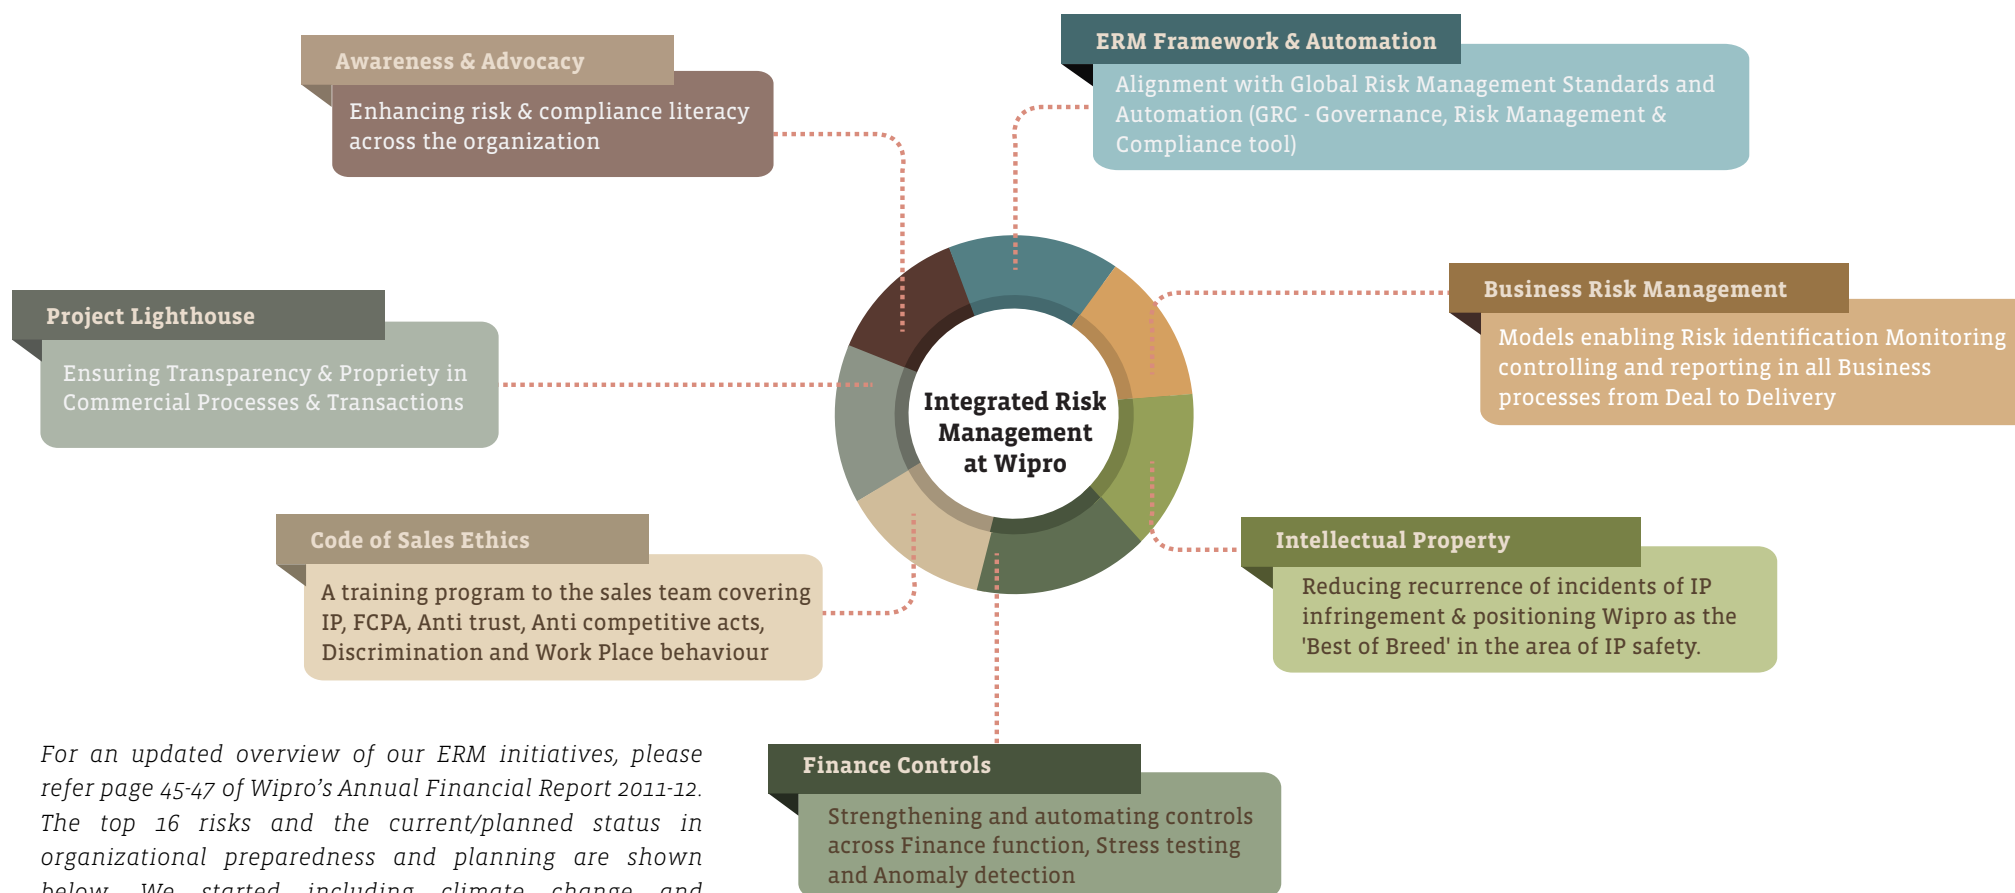 Awareness & Advocacy
Enhancing risk & compliance literacy
across the organization
ERM Framework & Automation
Alignment with Global Risk Management Standards and
Automation (GRC - Governance, Risk Management &
Compliance tool)
Project Lighthouse
Ensuring Transparency & Propriety in
Commercial Processes & Transactions
Business Risk Management
Models enabling Risk identification Monitoring
controlling and reporting in all Business
processes from Deal to Delivery
Integrated Risk
Management
at Wipro
Code of Sales Ethics
A training program to the sales team covering
IP, FCPA, Anti trust, Anti competitive acts,
Discrimination and Work Place behaviour
Intellectual Property
Reducing recurrence of incidents of IP
infringement & positioning Wipro as the
'Best of Breed' in the area of IP safety.
Finance Controls
Strengthening and automating controls
across Finance function, Stress testing
and Anomaly detection
For an updated overview of our ERM initiatives, please
refer page 45-47 of Wipro’s Annual Financial Report 2011-12.
The top 16 risks and the current/planned status in
organizational preparedness and planning are shown
below. We started including climate change and